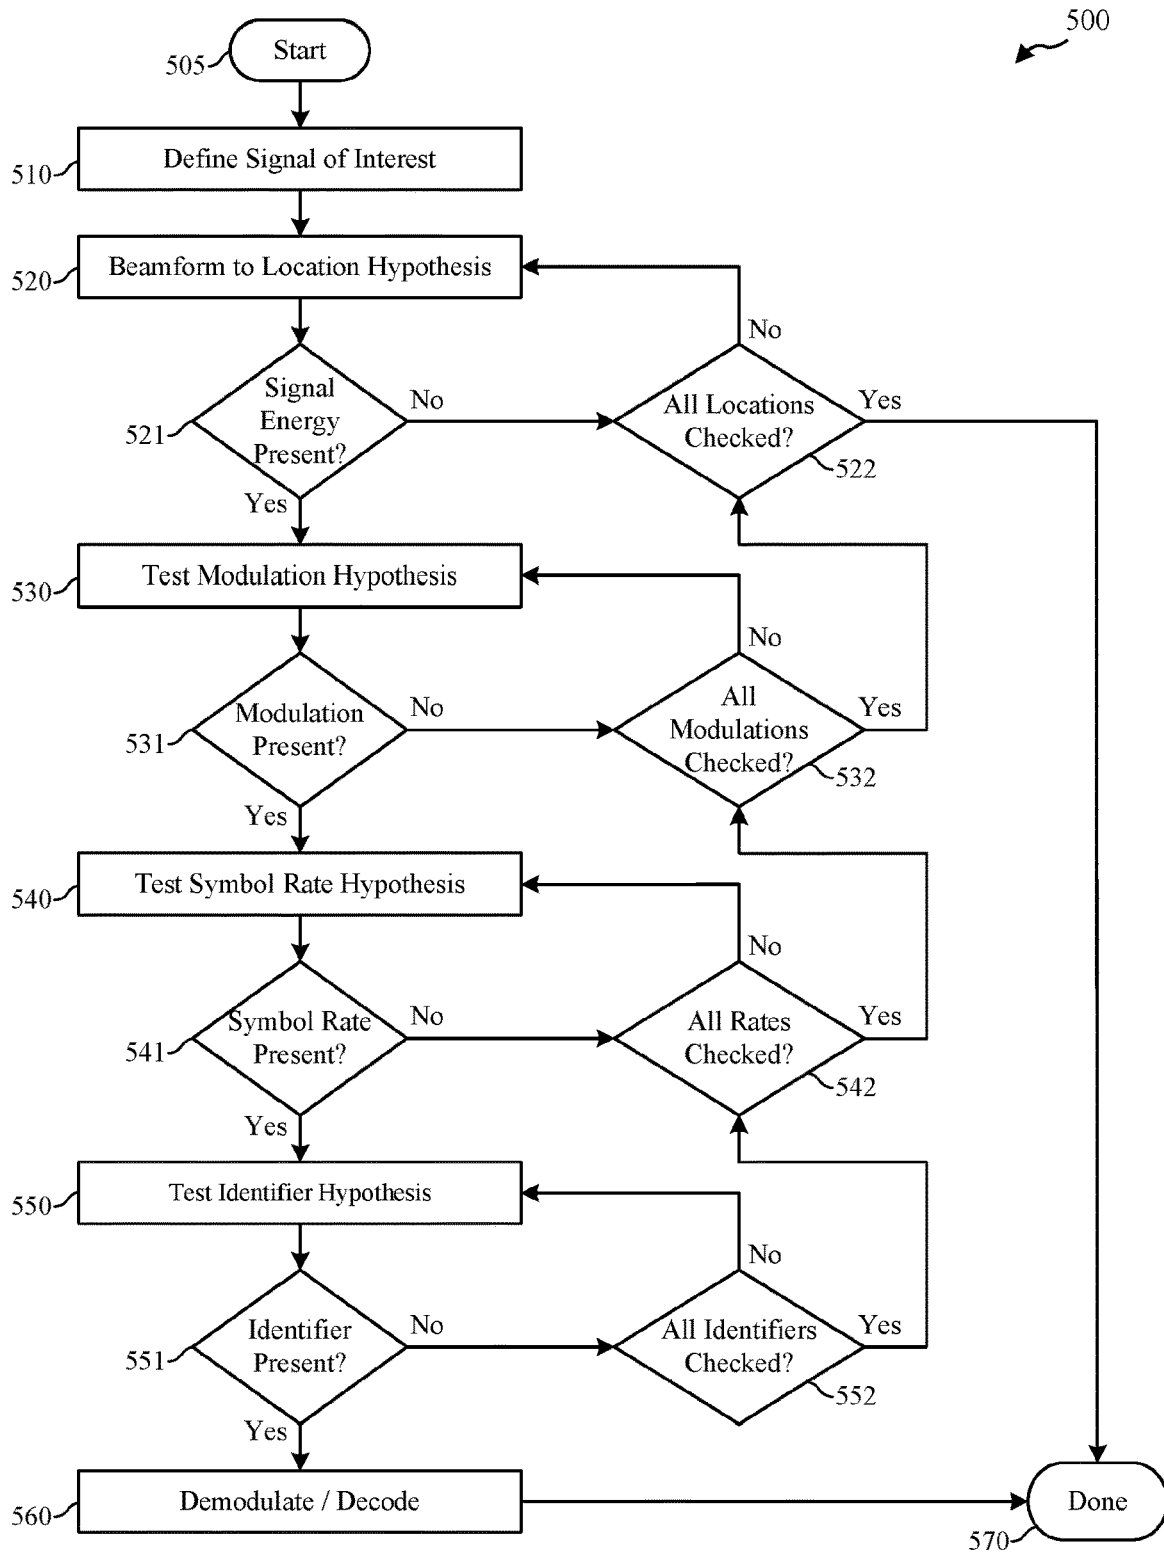 500
Start
505
Define Signal of Interest
510
Beamform to Location Hypothesis
520
No
Signal
Energy
Present?
521
No
All Locations
Checked?
522
Yes
Yes
Test Modulation Hypothesis
530
No
Modulation
Present?
531
No
All
Modulations
Checked?
532
Yes
Yes
Test Symbol Rate Hypothesis
540
No
Symbol Rate
Present?
541
No
All Rates
Checked?
542
Yes
Yes
Test Identifier Hypothesis
550
No
Identifier
Present?
551
No
All Identifiers
Checked?
552
Yes
Yes
Demodulate / Decode
560
Done
570